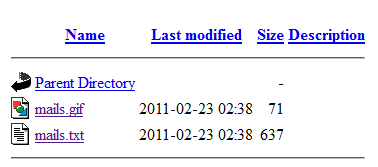 Name Last modified Size Description
Parent Directory -
mails.gif 2011-02-23 02:38 71
mails.txt 2011-02-23 02:38 637